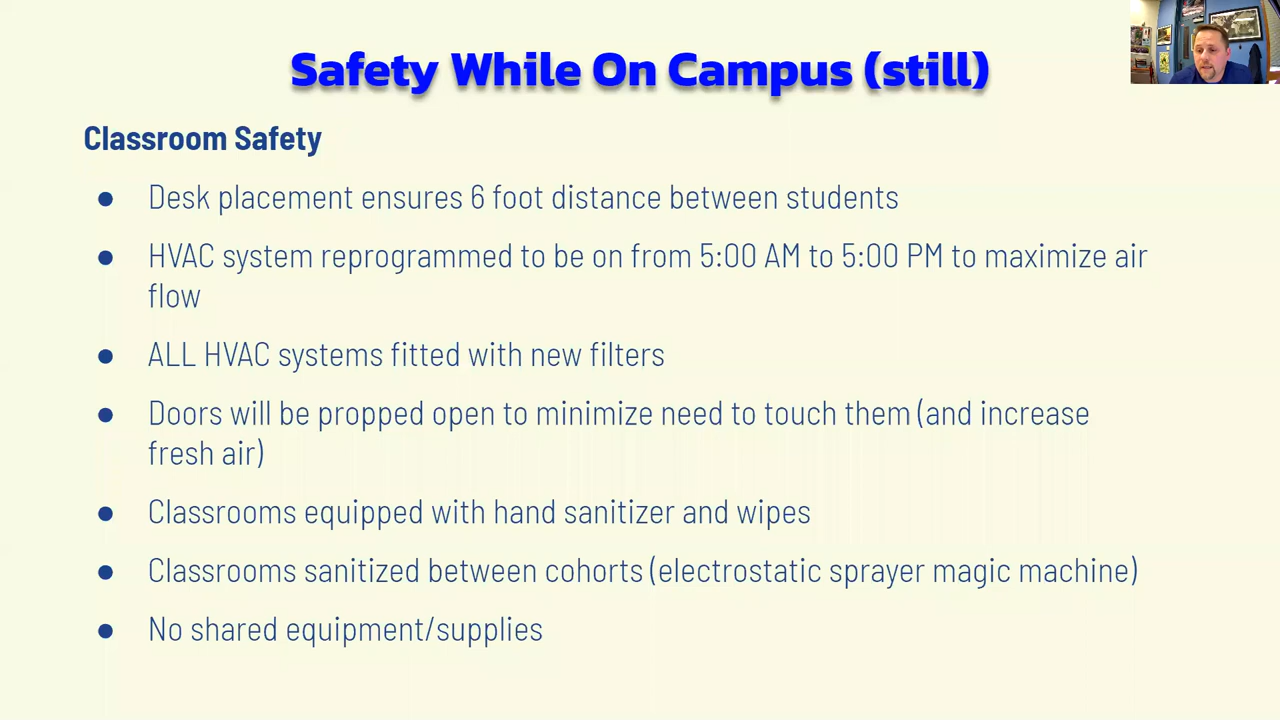 Safety While On Campus (still)
Classroom Safety
● Desk placement ensures 6 foot distance between students
● HVAC system reprogrammed to be on from 5:00 AM to 5:00 PM to maximize air
flow
● ALL HVAC systems fitted with new filters
● Doors will be propped open to minimize need to touch them (and increase
fresh air)
● Classrooms equipped with hand sanitizer and wipes
● Classrooms sanitized between cohorts (electrostatic sprayer magic machine)
● No shared equipment/supplies